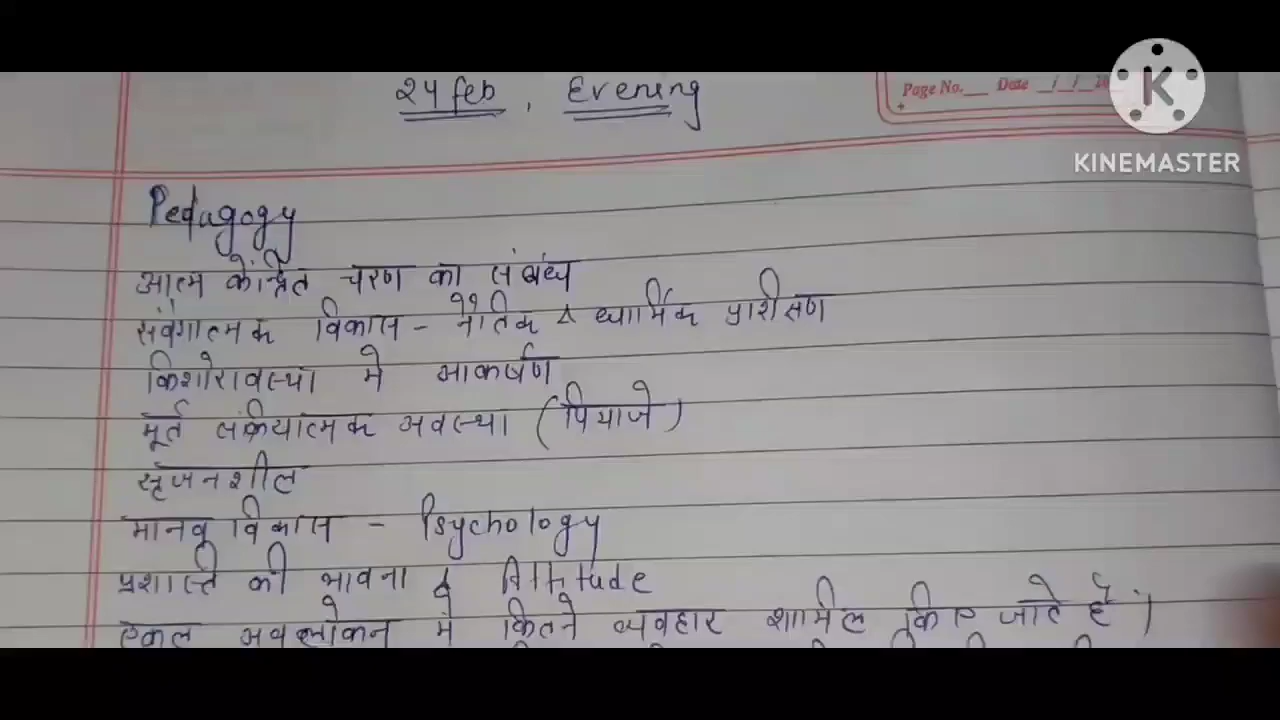 24 feb, Evening
Page No. Date
KINEMASTER
Pedagogy
आत्म केंद्रित चरण का संबंध
संवेगात्मक विकास - नैतिक & धार्मिक प्रशिक्षण
किशोरावस्था मे आकर्षण
मूर्त संक्रियात्मक अवस्था (पियाजे)
सृजनशील
मानव विकास - Psychology
की भावना & Attitude
एकल अवलोकन में कितने व्यवहार शामिल किए जाते हैं।